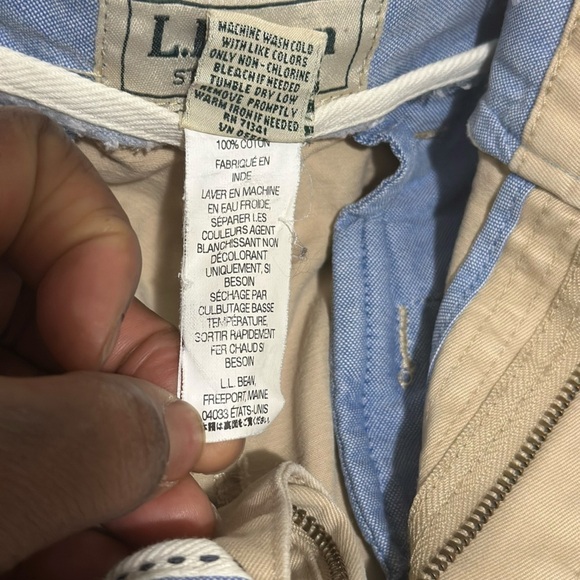 L.
ST
MACHINE WASH COLD
WITH LIKE COLORS
ONLY NON-CHLORINE
BLEACH IF NEEDED
TUMBLE DRY LOW
REMOVE PROMPTLY
WARM IRON IF NEEDED
RN 71341
100% COTON
FABRIQUÉ EN
INDE
LAVER EN MACHINE
EN EAU FROIDE,
SÉPARER LES
COULEURS AGENT
BLANCHISSANT NON
DÉCOLORANT
UNIQUEMENT, SI
BESOIN
SÉCHAGE PAR
CULBUTAGE BASSE
TEMPÉRATURE
SORTIR RAPIDEMENT
FER CHAUD SI
BESOIN
L.L. BEAN,
FREEPORT, MAINE
04033 ÉTATS-UNIS